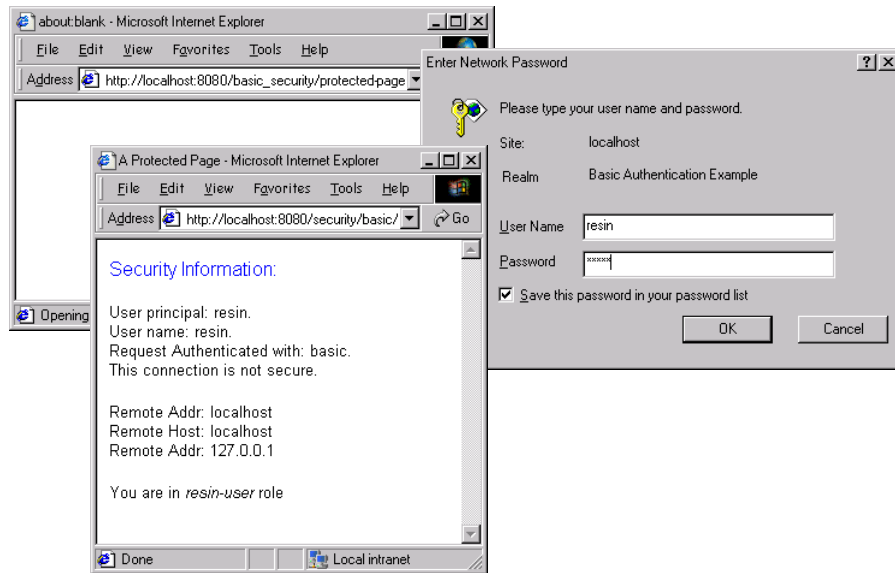 about:blank - Microsoft Internet Explorer
File Edit View Favorites Tools Help
Address http://localhost:8080/basic_security/protected-page
Opening
Enter Network Password
Please type your user name and password.
Site: localhost
Realm Basic Authentication Example
User Name resin
Password xxxxx
Save this password in your password list
OK Cancel
A Protected Page - Microsoft Internet Explorer
File Edit View Favorites Tools Help
Address http://localhost:8080/security/basic/ Go
Security Information:
User principal: resin.
User name: resin.
Request Authenticated with: basic.
This connection is not secure.
Remote Addr: localhost
Remote Host: localhost
Remote Addr: 127.0.0.1
You are in resin-user role
Done Local intranet